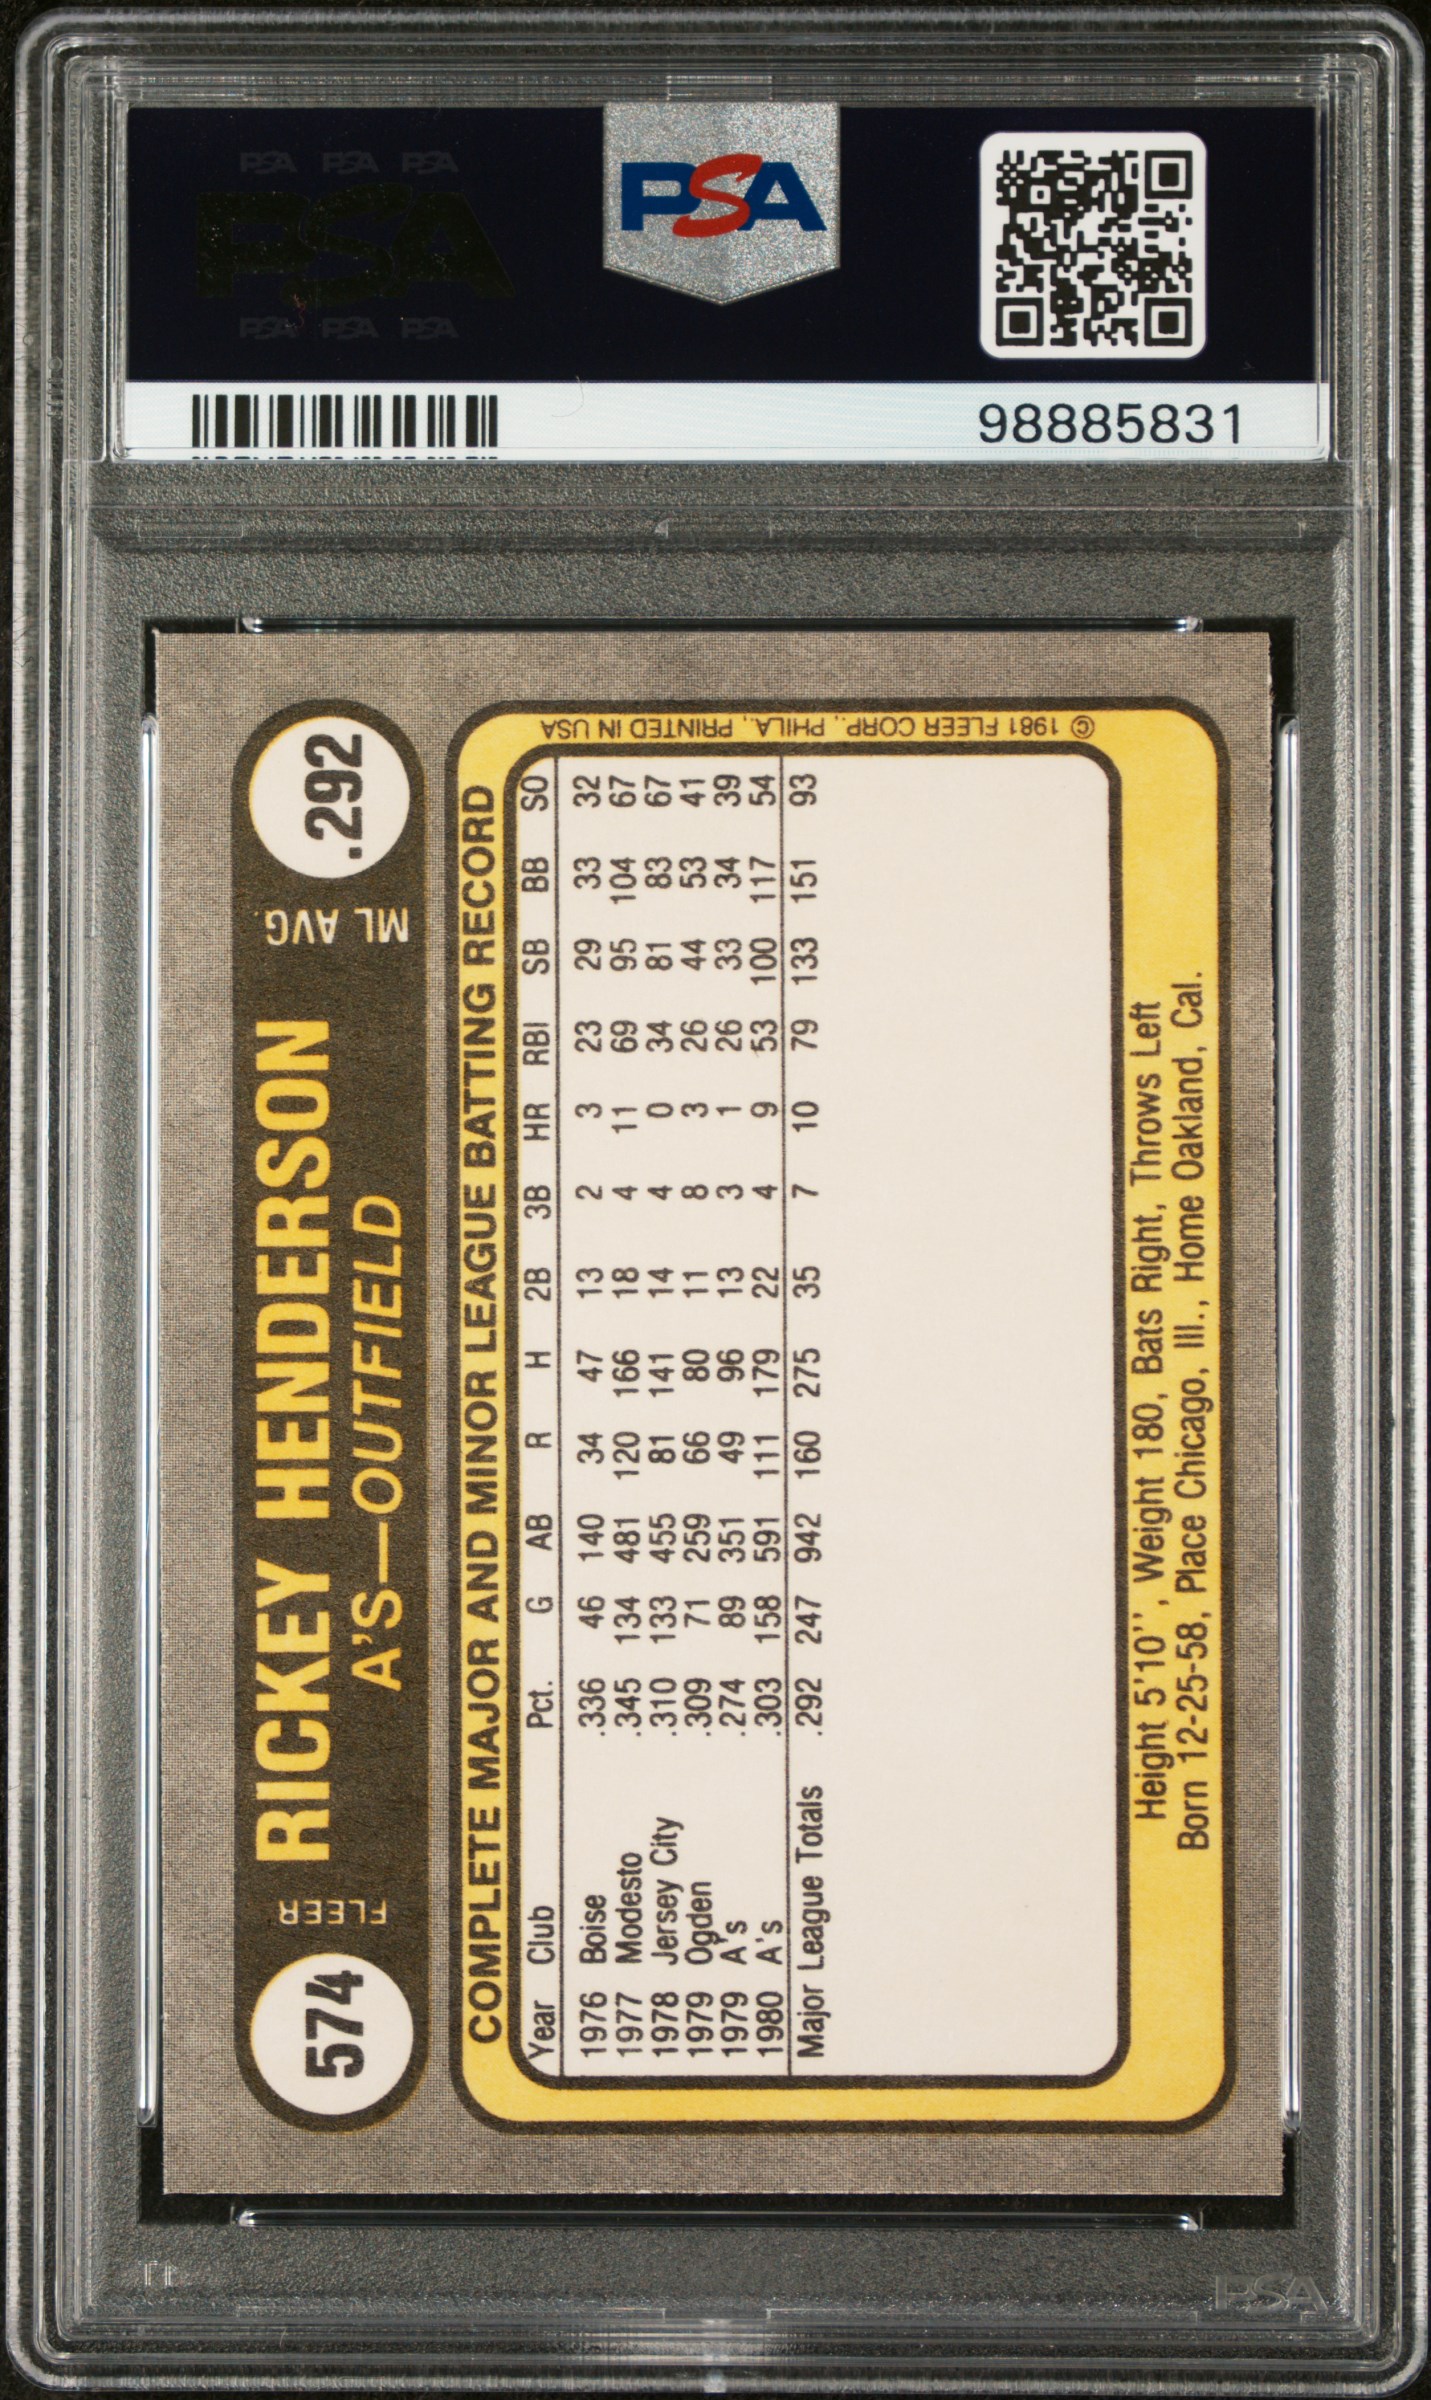 PSA PSA PSA
PSA
PSA PSA PSA
PSA
98885831
574
FLEER
RICKEY HENDERSON
A'S—OUTFIELD
ML AVG.
.292
COMPLETE MAJOR AND MINOR LEAGUE BATTING RECORD
Year Club Pct. G AB R H 2B 3B HR RBI SB BB SO
1976 Boise .336 46 140 34 47 13 2 3 23 29 33 32
1977 Modesto .345 134 481 120 166 18 4 11 69 95 104 67
1978 Jersey City .310 133 455 81 141 14 4 0 34 81 83 67
1979 Ogden .309 71 259 66 80 11 8 3 26 44 53 41
1979 A's .274 89 351 49 96 13 3 1 26 33 34 39
1980 A's .303 158 591 111 179 22 4 9 53 100 117 54
Major League Totals .292 247 942 160 275 35 7 10 79 133 151 93
© 1981 FLEER CORP., PHILA., PRINTED IN USA
Height 5'10'', Weight 180, Bats Right, Throws Left
Born 12-25-58, Place Chicago, Ill., Home Oakland, Cal.
PSA